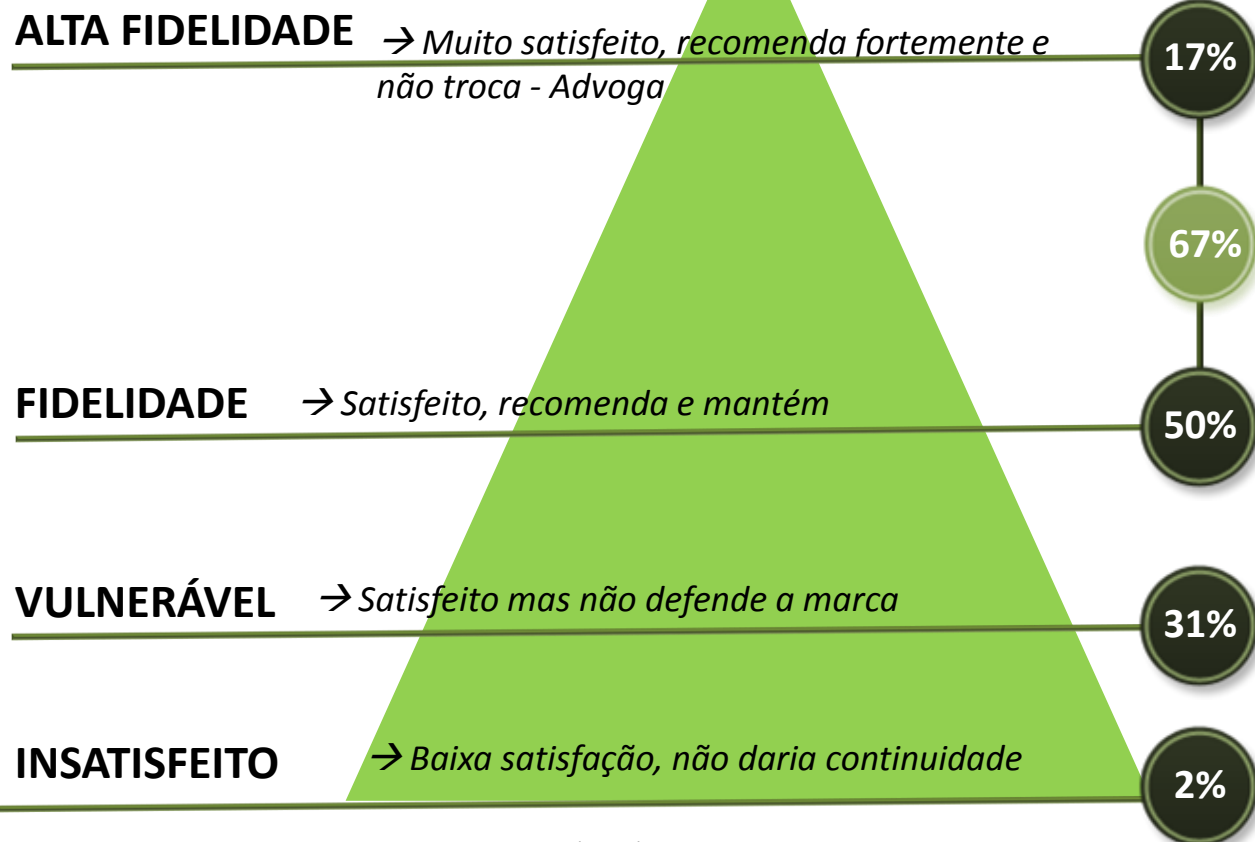 ALTA FIDELIDADE → Muito satisfeito, recomenda fortemente e
não troca - Advoga
17%
67%
FIDELIDADE → Satisfeito, recomenda e mantém
50%
VULNERÁVEL → Satisfeito mas não defende a marca
31%
INSATISFEITO → Baixa satisfação, não daria continuidade
2%